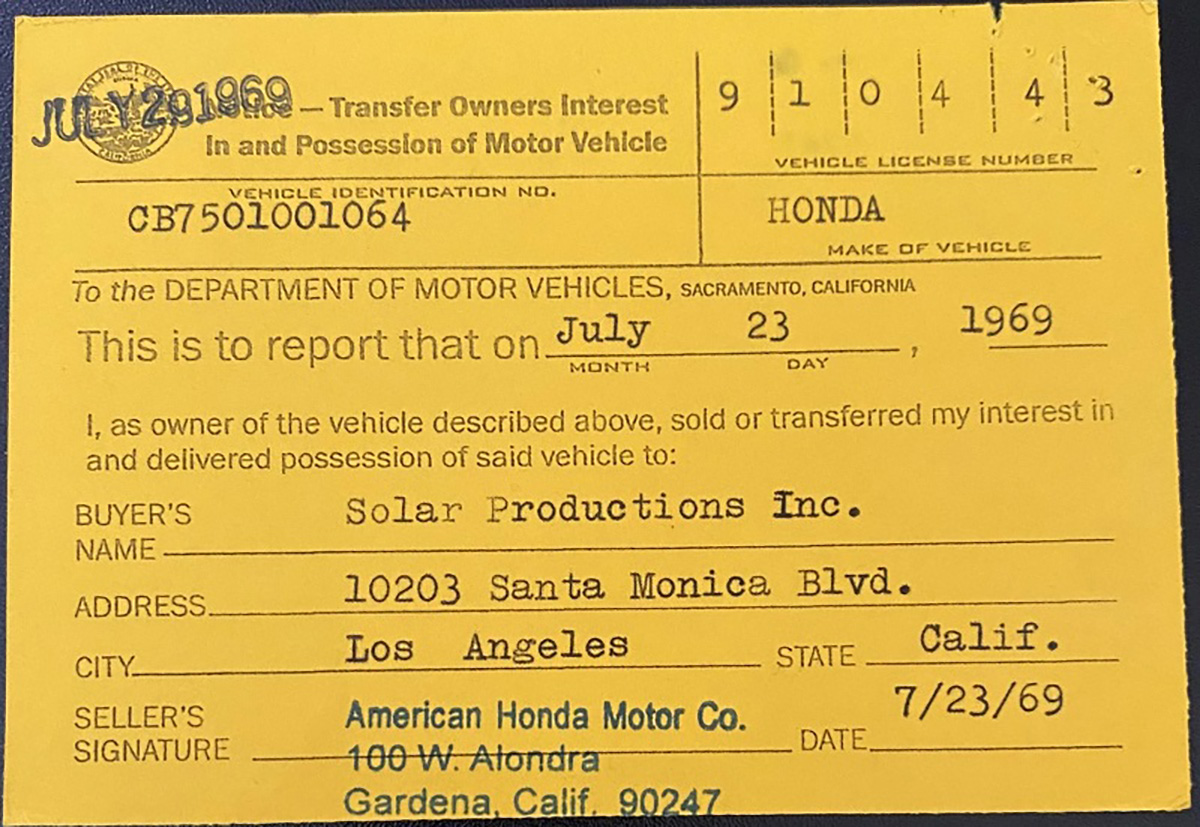 JULY 29 1969
— Transfer Owners Interest
in and Possession of Motor Vehicle
9 1 0 4 4 3
VEHICLE LICENSE NUMBER
VEHICLE IDENTIFICATION NO.
CB7501001064
HONDA
MAKE OF VEHICLE
To the DEPARTMENT OF MOTOR VEHICLES, SACRAMENTO, CALIFORNIA
This is to report that on July 23, 1969
MONTH DAY
I, as owner of the vehicle described above, sold or transferred my interest in
and delivered possession of said vehicle to:
BUYER'S
NAME Solar Productions Inc.
ADDRESS 10203 Santa Monica Blvd.
CITY Los Angeles STATE Calif.
SELLER'S
SIGNATURE American Honda Motor Co.
100 W. Alondra
Gardena, Calif. 90247
DATE 7/23/69